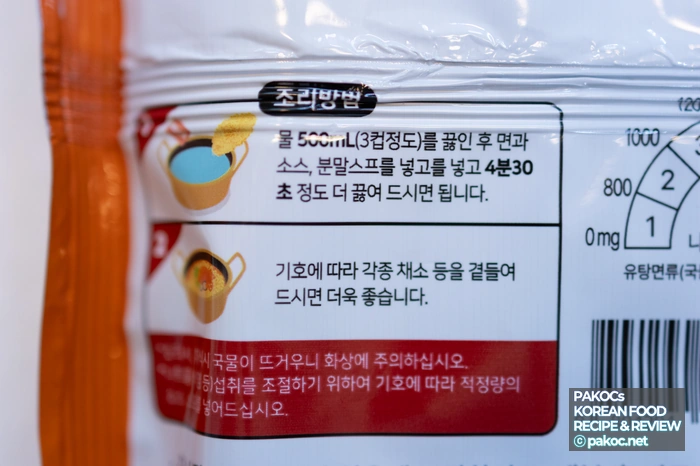 조리방법
1
물 500mL(3컵정도)를 끓인 후 면과
소스, 분말스프를 넣고를 넣고 4분30
초 정도 더 끓여 드시면 됩니다.
2
기호에 따라 각종 채소 등을 곁들여
드시면 더욱 좋습니다.
국물이 뜨거우니 화상에 주의하십시오.
섭취를 조절하기 위하여 기호에 따라 적정량의
넣어드십시오.
1000
800
2
0 mg
1
유탕면류(국
PAKOCs
KOREAN FOOD
RECIPE & REVIEW
ⓒ pakoc.net